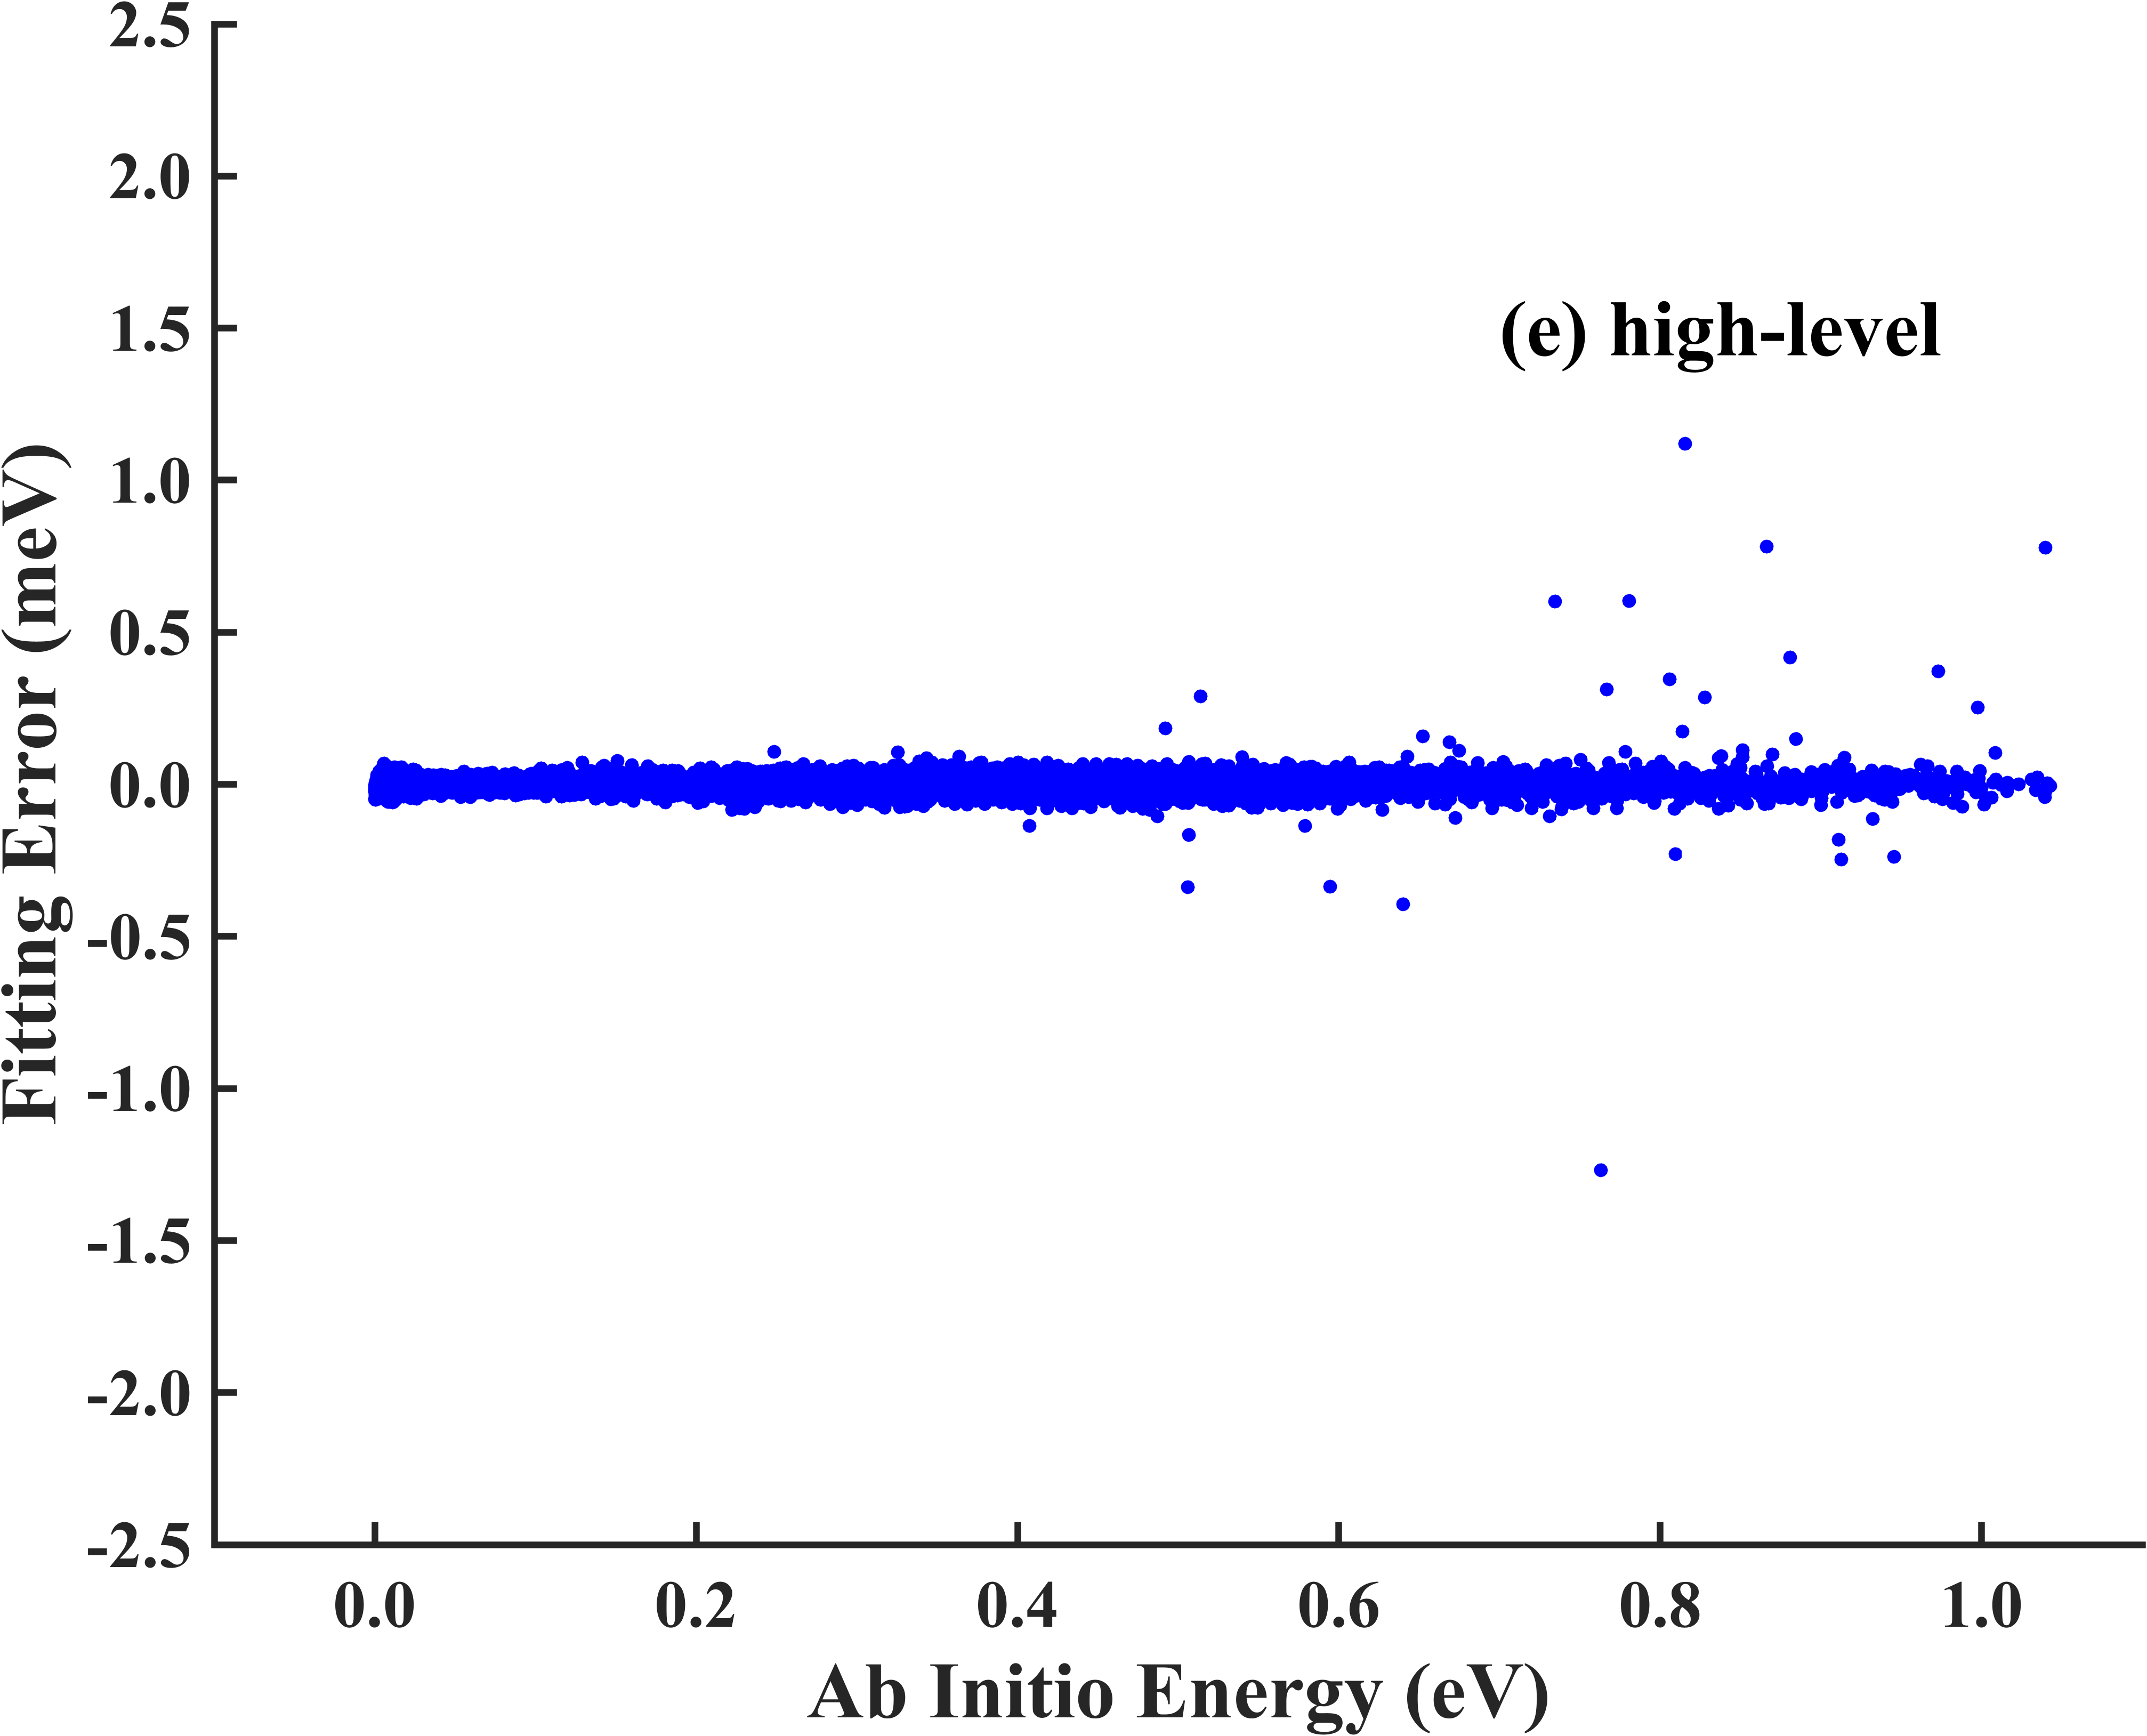 2.5
2.0
1.5
1.0
0.5
0.0
-0.5
-1.0
-1.5
-2.0
-2.5
Fitting Error (meV)
(e) high-level
0.0 0.2 0.4 0.6 0.8 1.0
Ab Initio Energy (eV)